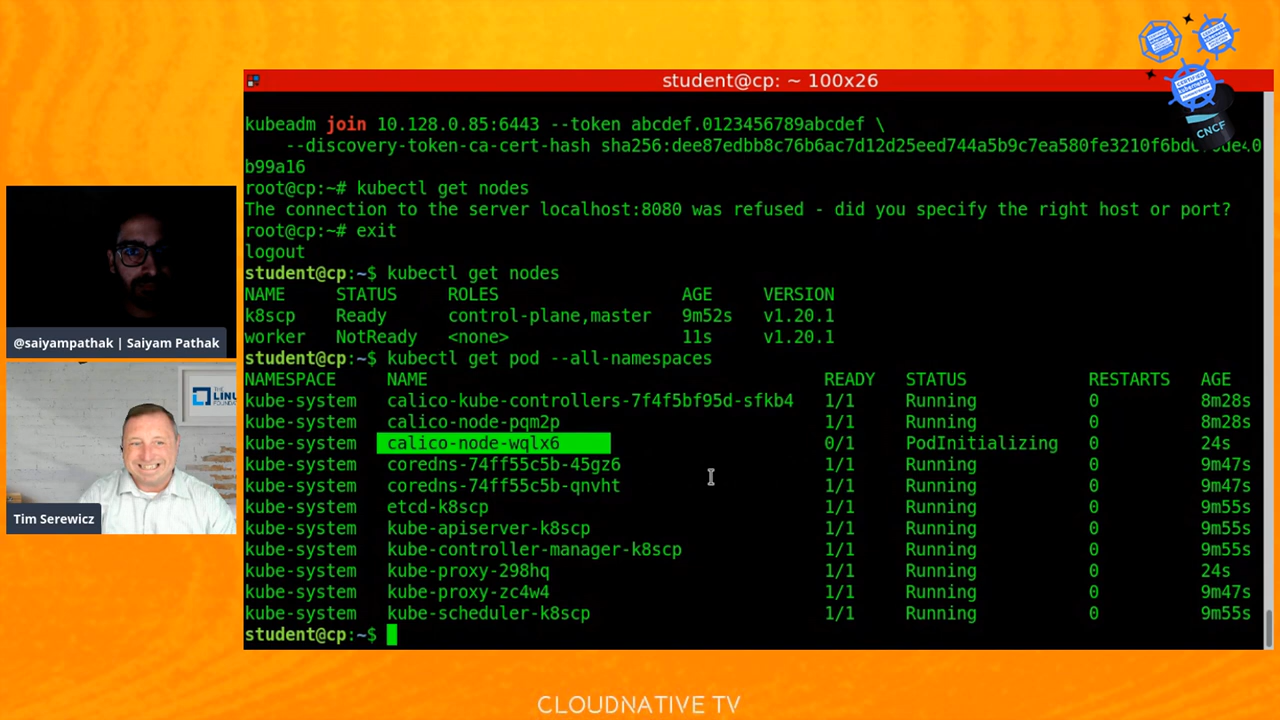 student@cp: ~ 100x26
kubeadm join 10.128.0.85:6443 --token abcdef.0123456789abcdef \
--discovery-token-ca-cert-hash
b99a16
root@cp:~# kubectl get nodes
The connection to the server localhost:8080 was refused - did you specify the right host or port?
root@cp:~# exit
logout
student@cp:~$ kubectl get nodes
NAME STATUS ROLES AGE VERSION
k8scp Ready control-plane,master 9m52s v1.20.1
worker NotReady <none> 11s v1.20.1
student@cp:~$ kubectl get pod --all-namespaces
NAMESPACE NAME READY STATUS RESTARTS AGE
kube-system calico-kube-controllers-7f4f5bf95d-sfkb4 1/1 Running 0 8m28s
kube-system calico-node-pqm2p 1/1 Running 0 8m28s
kube-system calico-node-wqlx6 0/1 PodInitializing 0 24s
kube-system coredns-74ff55c5b-45gz6 1/1 Running 0 9m47s
kube-system coredns-74ff55c5b-qnvht 1/1 Running 0 9m47s
kube-system etcd-k8scp 1/1 Running 0 9m55s
kube-system kube-apiserver-k8scp 1/1 Running 0 9m55s
kube-system kube-controller-manager-k8scp 1/1 Running 0 9m55s
kube-system kube-proxy-298hq 1/1 Running 0 24s
kube-system kube-proxy-zc4w4 1/1 Running 0 9m47s
kube-system kube-scheduler-k8scp 1/1 Running 0 9m55s
student@cp:~$
@saiyampathak | Saiyam Pathak
THE
Tim Serewicz
CNCF
CLOUDNATIVE TV